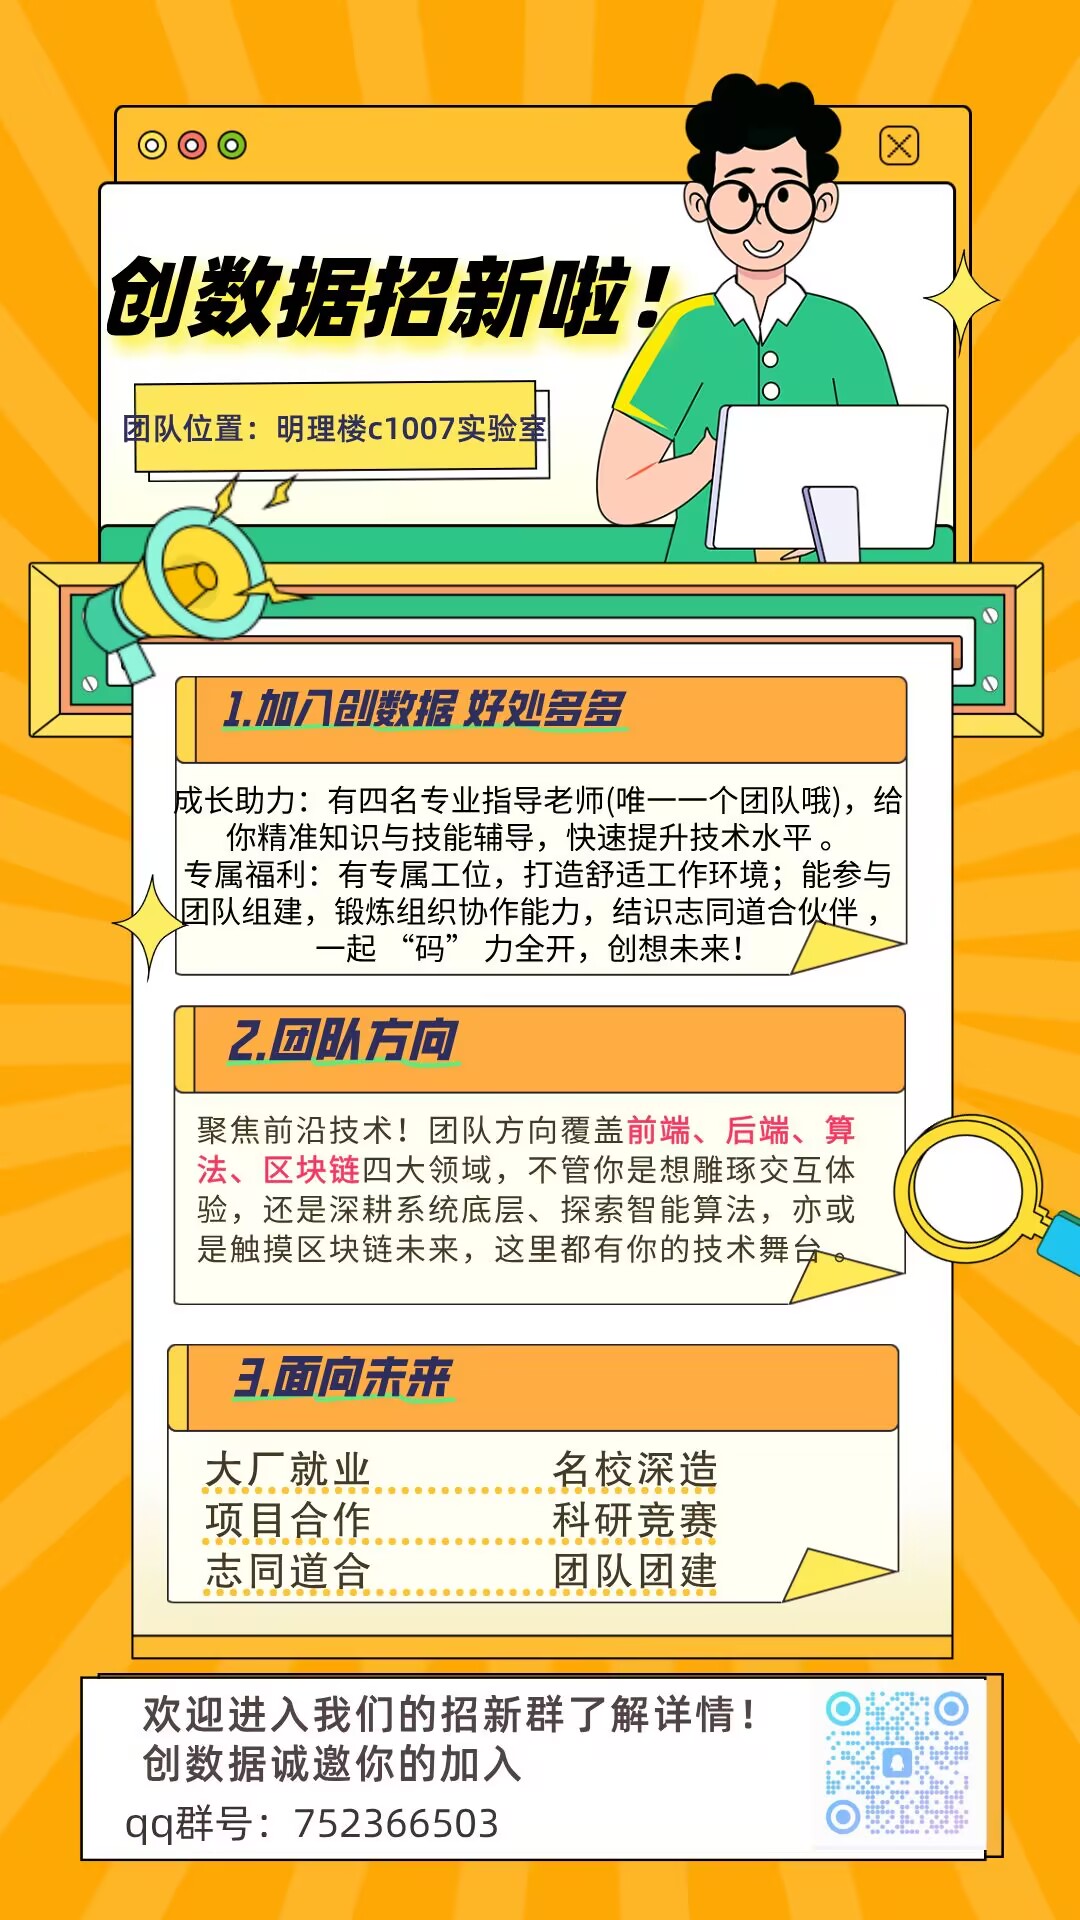 创数据招新啦！
团队位置：明理楼c1007实验室
1.加入创数据 好处多多
成长助力：有四名专业指导老师(唯一一个团队哦)，给
你精准知识与技能辅导，快速提升技术水平 。
专属福利：有专属工位，打造舒适工作环境；能参与
团队组建，锻炼组织协作能力，结识志同道合伙伴 ，
一起 “码” 力全开，创想未来！
2.团队方向
聚焦前沿技术！团队方向覆盖前端、后端、算
法、区块链四大领域，不管你是想雕琢交互体
验，还是深耕系统底层、探索智能算法，亦或
是触摸区块链未来，这里都有你的技术舞台 。
3.面向未来
大厂就业 名校深造
项目合作 科研竞赛
志同道合 团队团建
欢迎进入我们的招新群了解详情！
创数据诚邀你的加入
qq群号：752366503